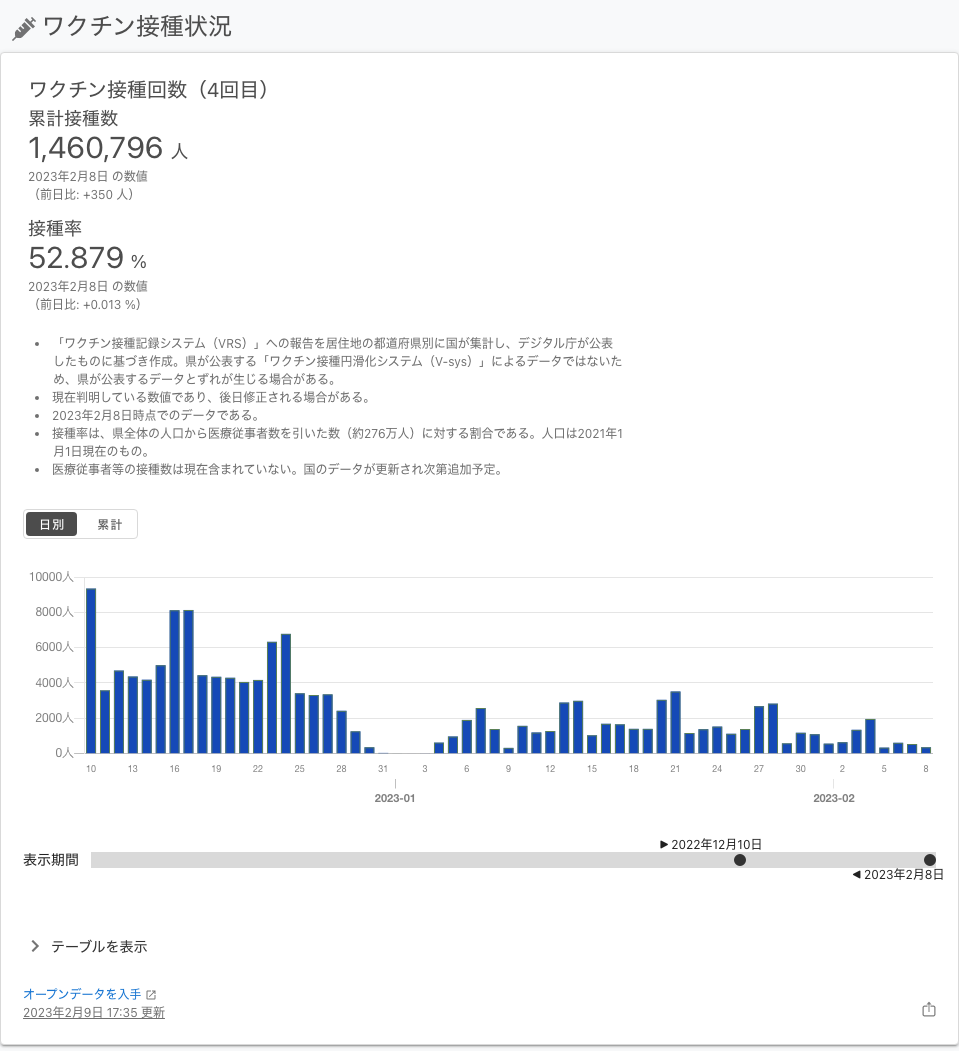 ワクチン接種状況
ワクチン接種回数（4回目）
累計接種数
1,460,796 人
2023年2月8日 の数値
（前日比: +350 人）
接種率
52.879 %
2023年2月8日 の数値
（前日比: +0.013 %）
• 「ワクチン接種記録システム（VRS）」への報告を居住地の都道府県別に国が集計し、デジタル庁が公表
したものに基づき作成。県が公表する「ワクチン接種円滑化システム（V-sys）」によるデータではないた
め、県が公表するデータとずれが生じる場合がある。
• 現在判明している数値であり、後日修正される場合がある。
• 2023年2月8日時点でのデータである。
• 接種率は、県全体の人口から医療従事者数を引いた数（約276万人）に対する割合である。人口は2021年1
月1日現在のもの。
• 医療従事者等の接種数は現在含まれていない。国のデータが更新され次第追加予定。
日別 累計
10000人
8000人
6000人
4000人
2000人
0人
10 13 16 19 22 25 28 31 3 6 9 12 15 18 21 24 27 30 2 5 8
2023-01 2023-02
▶ 2022年12月10日
表示期間
◀ 2023年2月8日
テーブルを表示
オープンデータを入手
2023年2月9日 17:35 更新